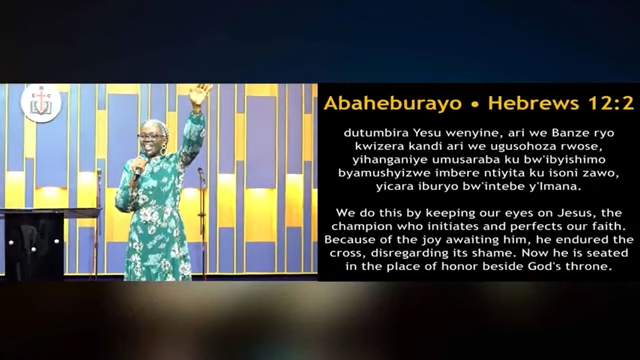 Abaheburayo • Hebrews 12:2
dutumbira Yesu wenyine, ari we Banze ryo
kwizera kandi ari we ugusohoza rwose,
yihanganiye umusaraba ku bw'ibyishimo
byamushyizwe imbere ntiyita ku isoni zawo,
yicara iburyo bw'intebe y'Imana.
We do this by keeping our eyes on Jesus, the
champion who initiates and perfects our faith.
Because of the joy awaiting him, he endured the
cross, disregarding its shame. Now he is seated
in the place of honor beside God's throne.